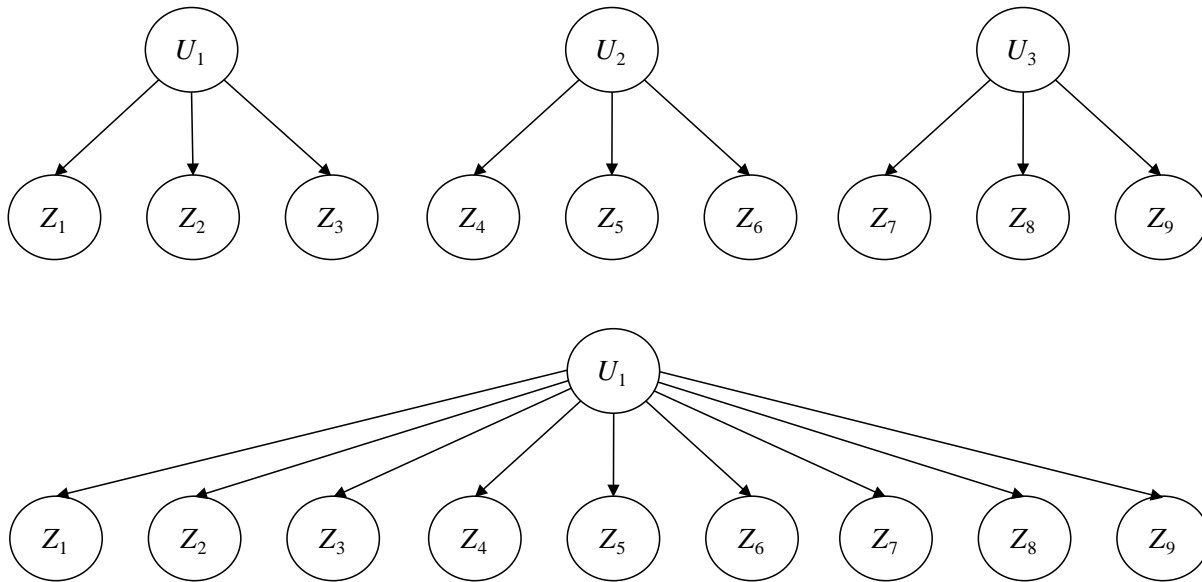 U₁ U₂ U₃
Z₁ Z₂ Z₃ Z₄ Z₅ Z₆ Z₇ Z₈ Z₉
U₁
Z₁ Z₂ Z₃ Z₄ Z₅ Z₆ Z₇ Z₈ Z₉